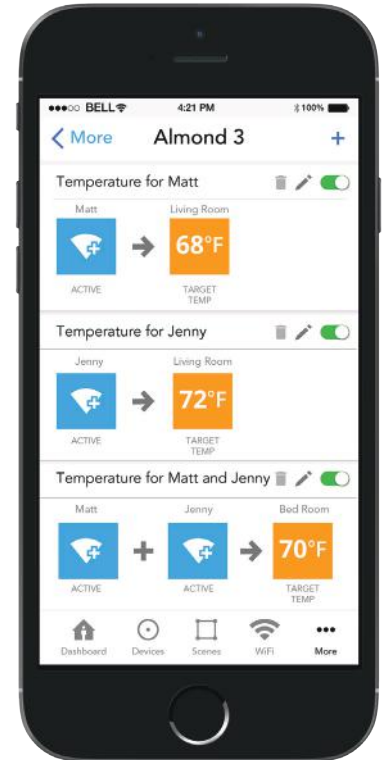 BELL 4:21 PM 100%
More Almond 3 +
Temperature for Matt
Matt Living Room
68°F
ACTIVE TARGET
TEMP
Temperature for Jenny
Jenny Living Room
72°F
ACTIVE TARGET
TEMP
Temperature for Matt and Jenny
Matt Jenny Bed Room
+ 70°F
ACTIVE ACTIVE TARGET
TEMP
Dashboard Devices Scenes WiFi More